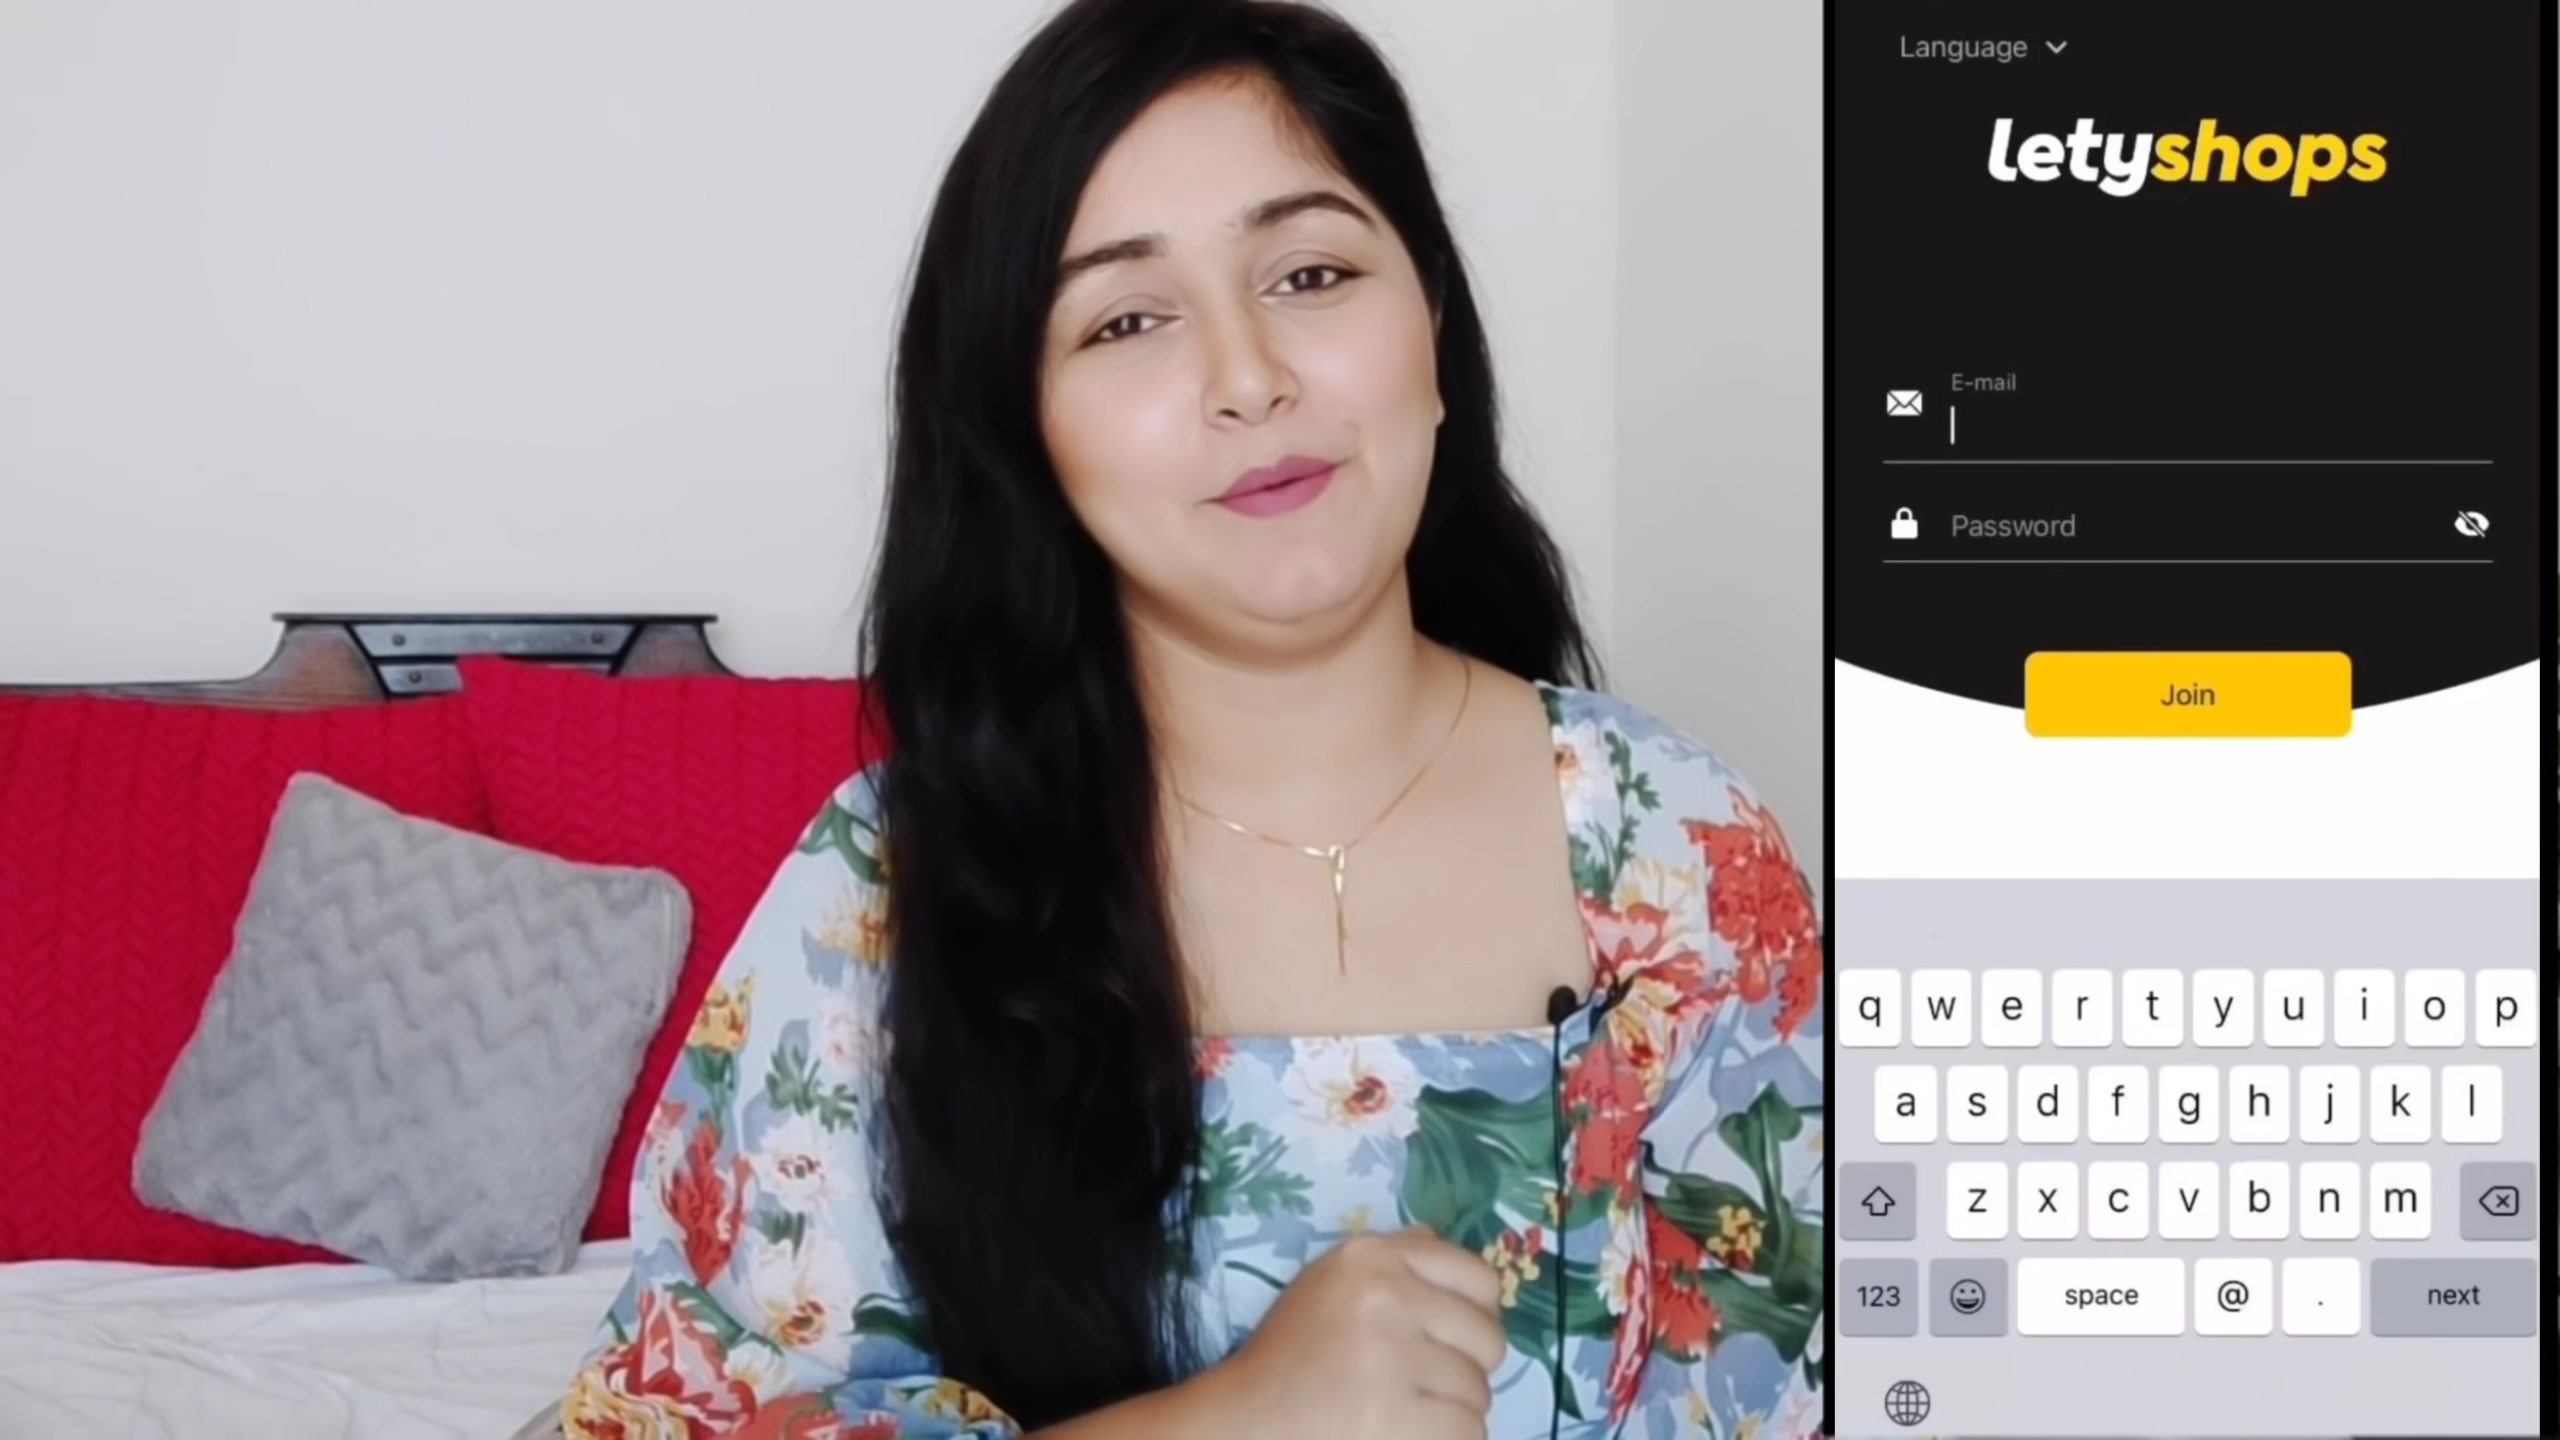 Language
letyshops
E-mail
Password
Join
q w e r t y u i o p
a s d f g h j k l
z x c v b n m
123 space @ . next